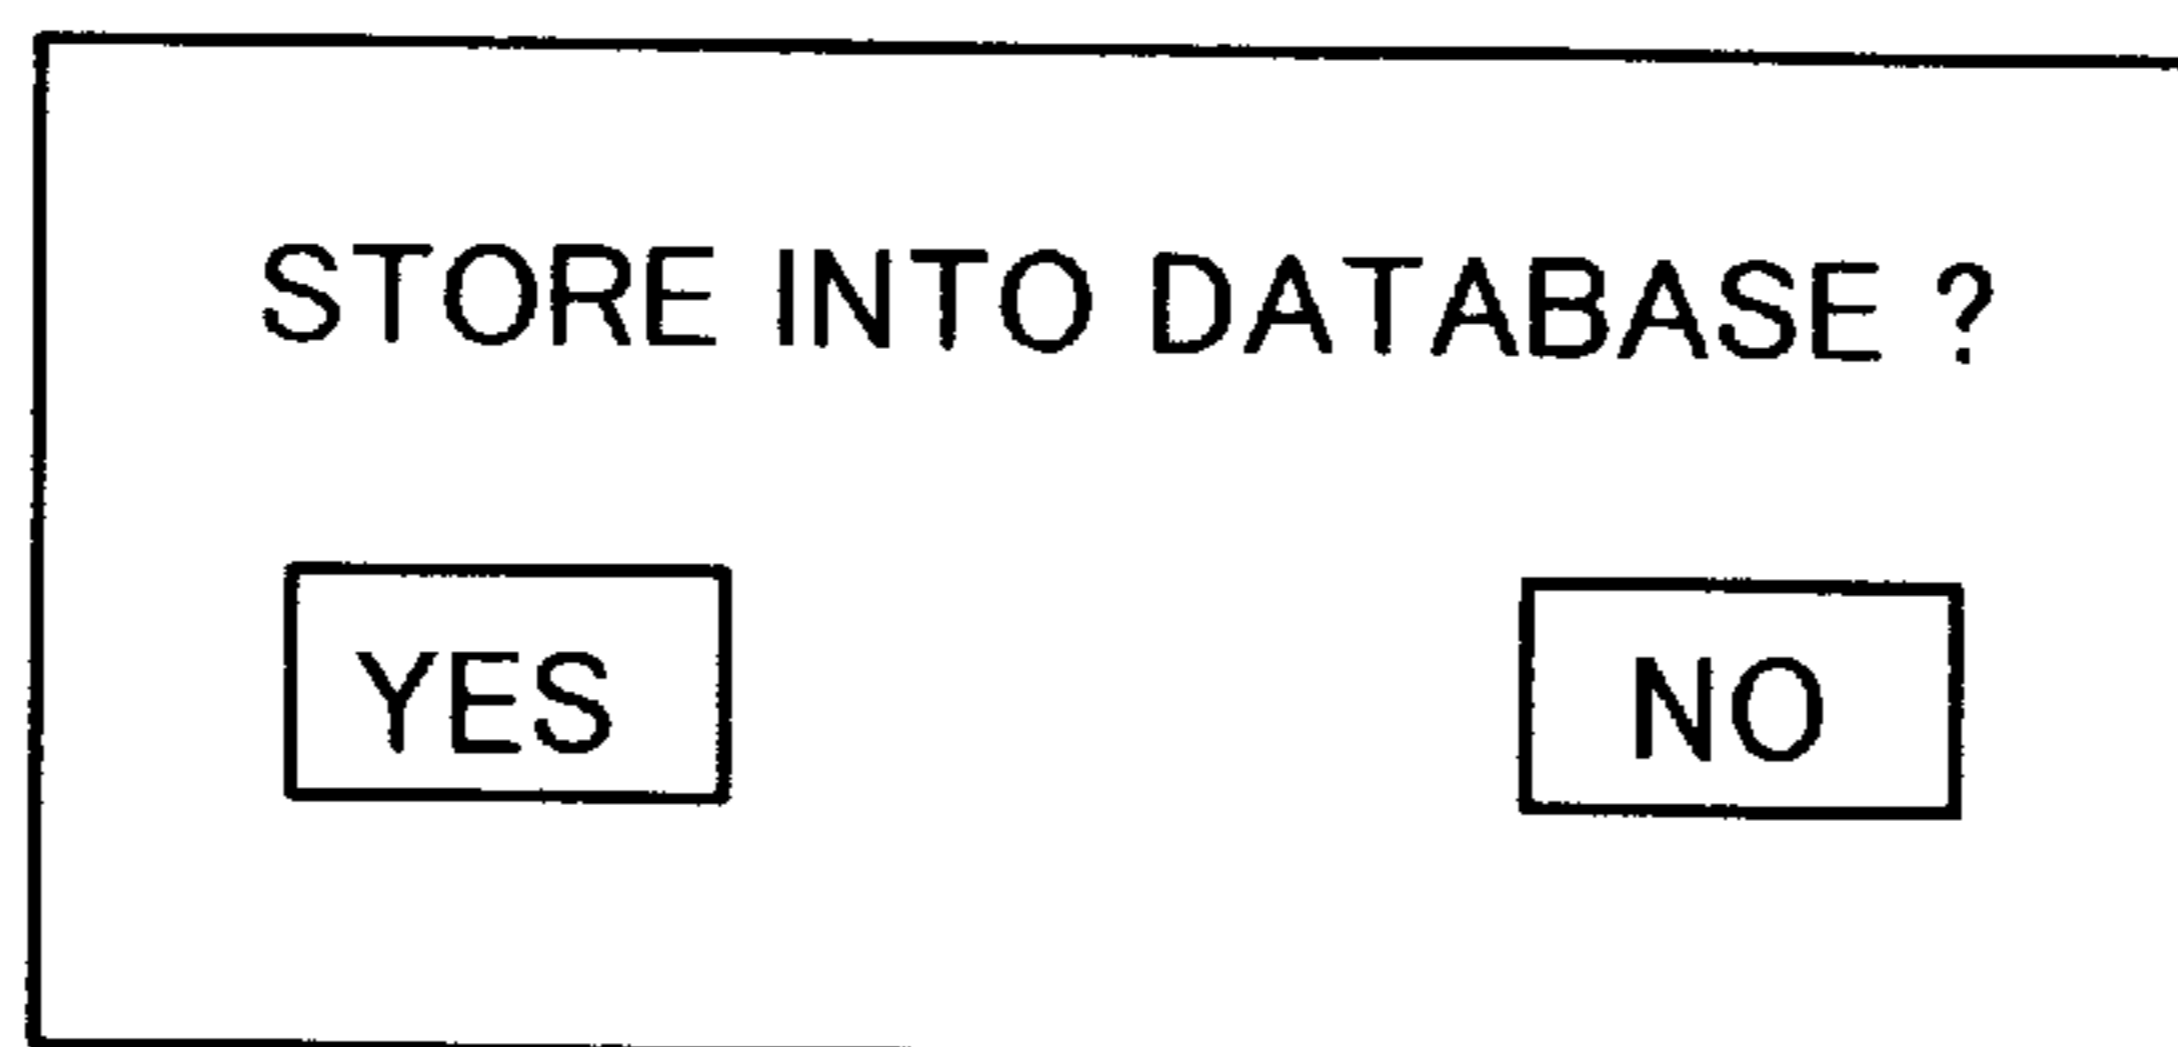 STORE INTO DATABASE ?
YES
NO